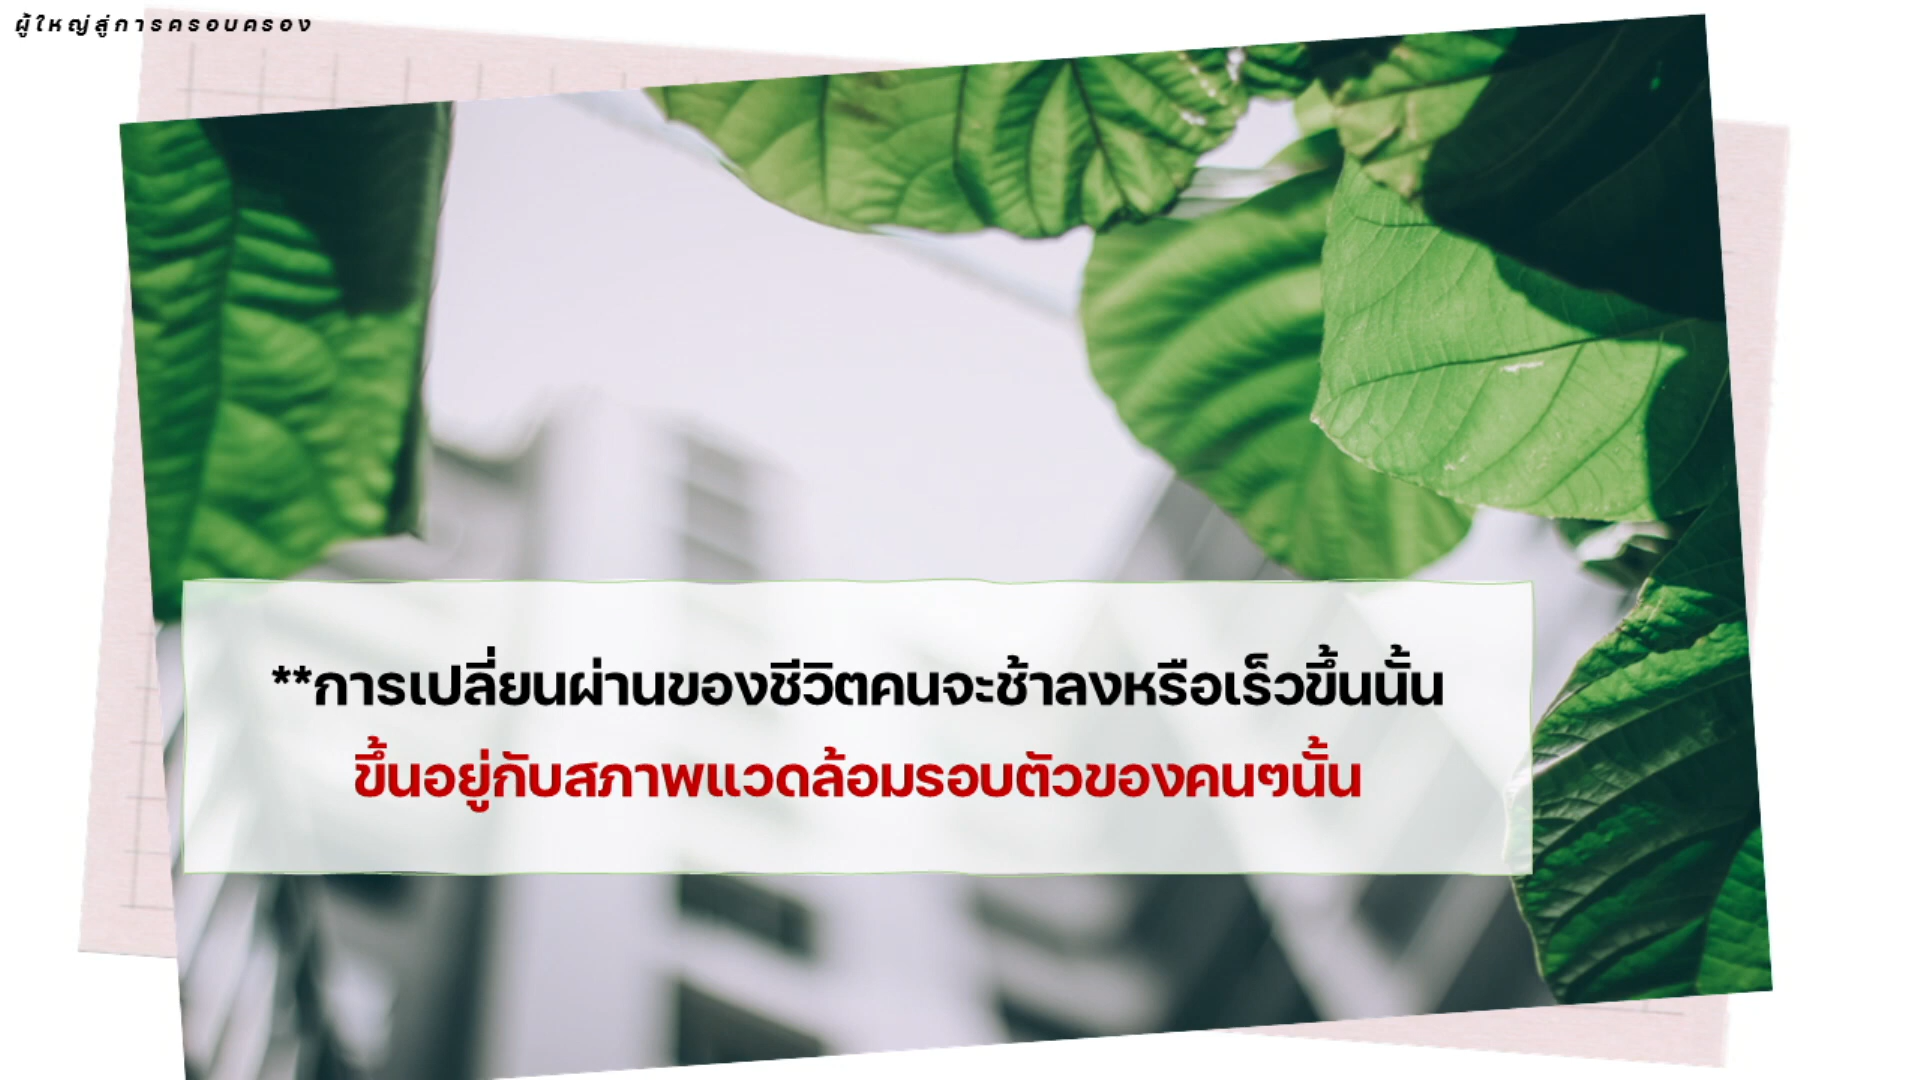 ผู้ใหญ่สู่การครอบครอง
**การเปลี่ยนผ่านของชีวิตคนจะช้าลงหรือเร็วขึ้นนั้น
ขึ้นอยู่กับสภาพแวดล้อมรอบตัวของคนๆนั้น